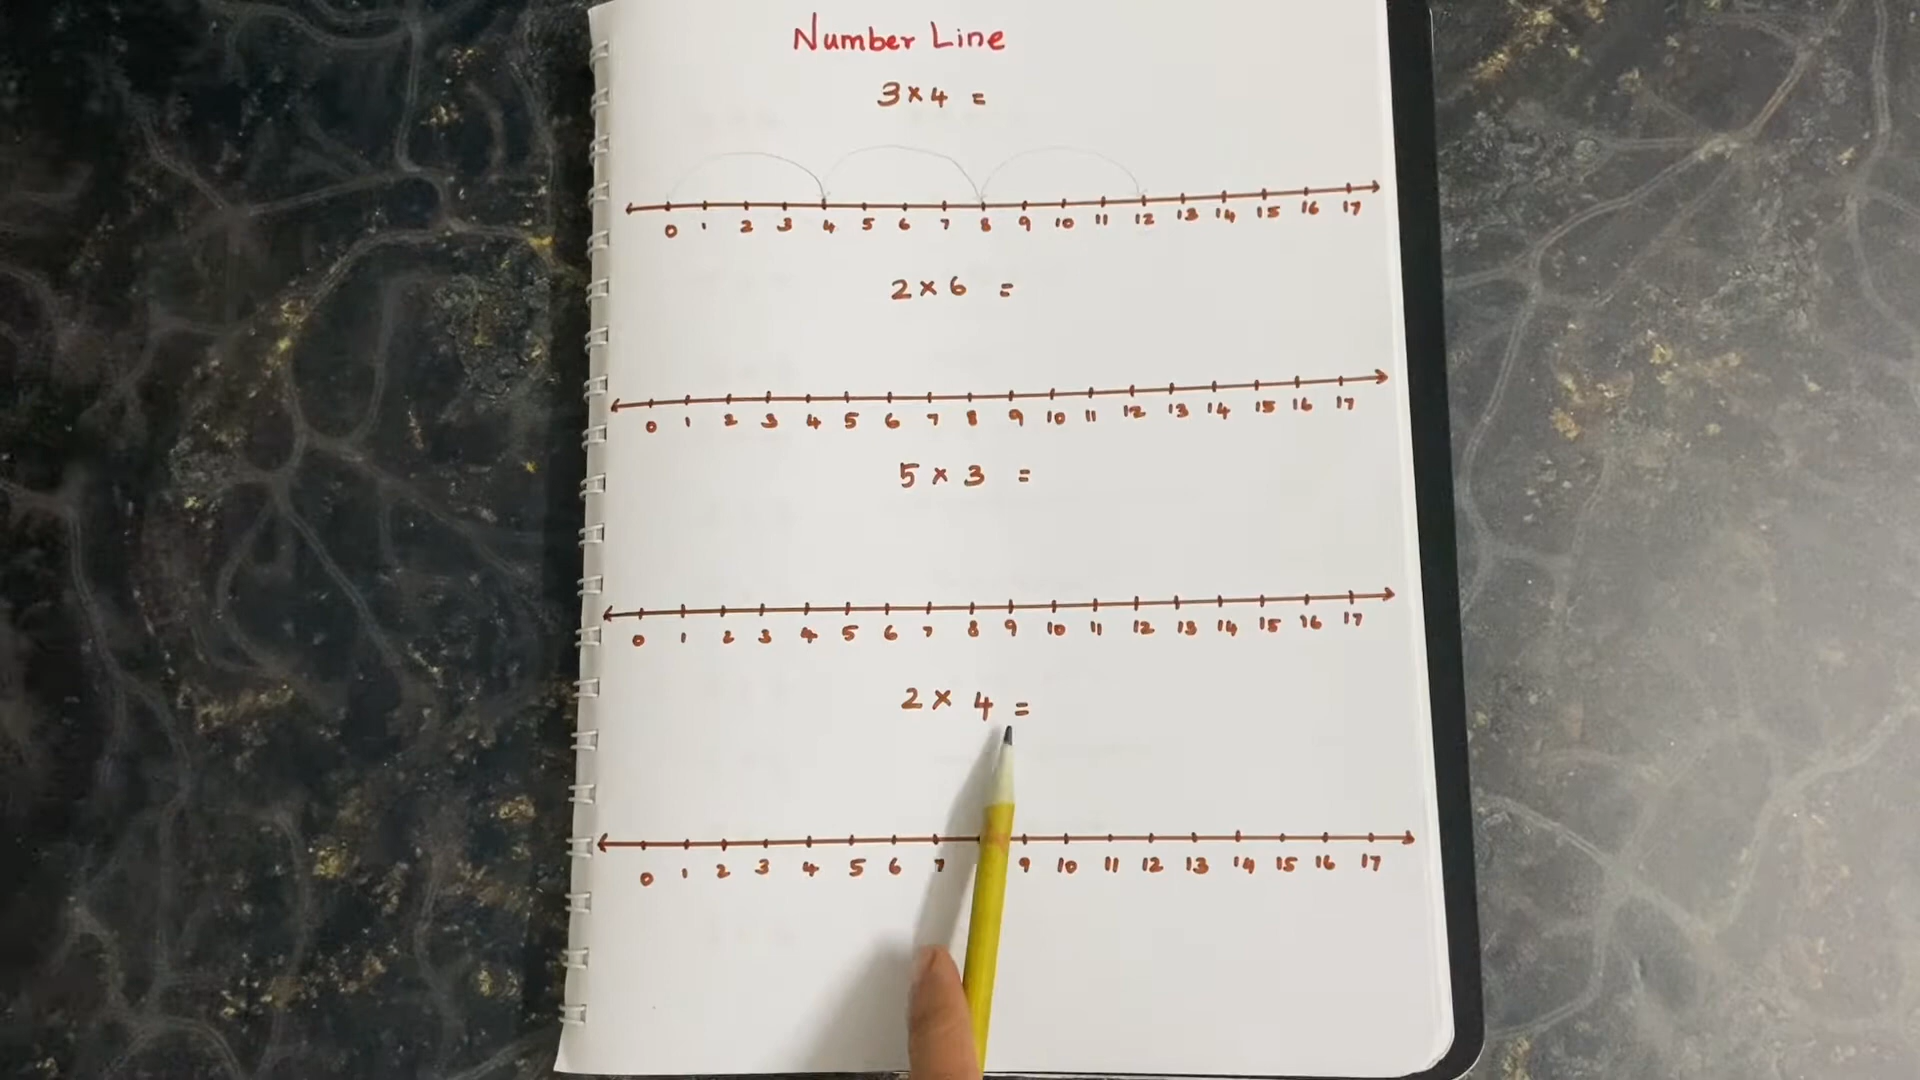 Number Line
3 × 4 =
0 1 2 3 4 5 6 7 8 9 10 11 12 13 14 15 16 17
2 × 6 =
0 1 2 3 4 5 6 7 8 9 10 11 12 13 14 15 16 17
5 × 3 =
0 1 2 3 4 5 6 7 8 9 10 11 12 13 14 15 16 17
2 × 4 =
0 1 2 3 4 5 6 7 9 10 11 12 13 14 15 16 17